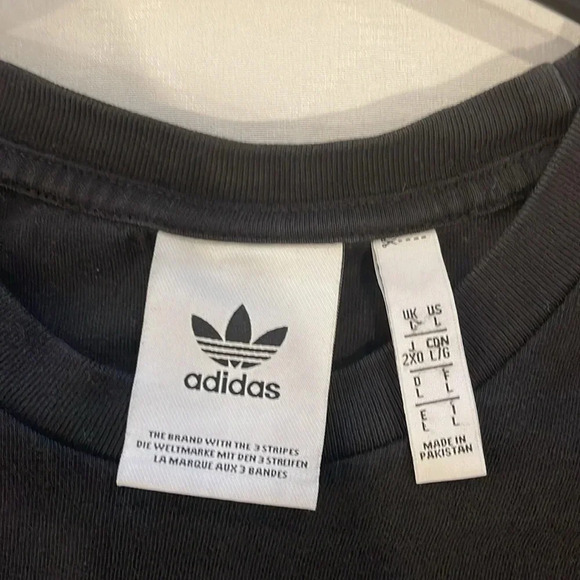 adidas
THE BRAND WITH THE 3 STRIPES
DIE WELTMARKE MIT DEN 3 STREIFEN
LA MARQUE AUX 3 BANDES
UK US
L L
J CDN
2XO L/G
D F
L L
E I
L L
MADE IN
PAKISTAN